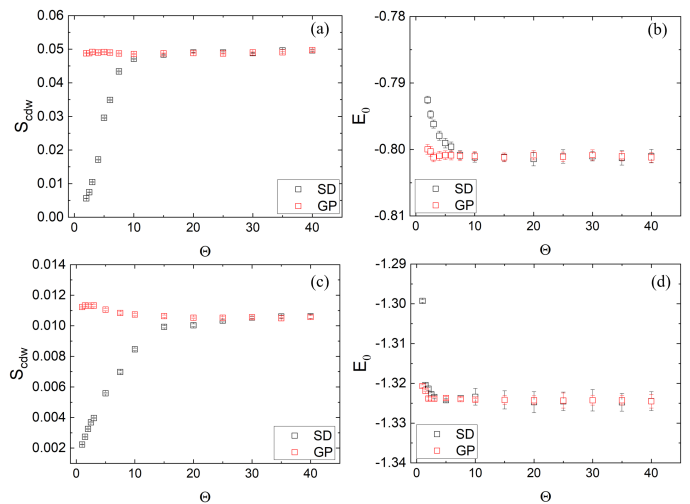 (a)
S_cdw
0.06
0.05
0.04
0.03
0.02
0.01
0.00
SD
GP
0 10 20 30 40
Θ
(b)
E_0
-0.78
-0.79
-0.80
-0.81
SD
GP
0 10 20 30 40
Θ
(c)
S_cdw
0.014
0.012
0.010
0.008
0.006
0.004
0.002
SD
GP
0 10 20 30 40
Θ
(d)
E_0
-1.29
-1.30
-1.31
-1.32
-1.33
-1.34
SD
GP
0 10 20 30 40
Θ